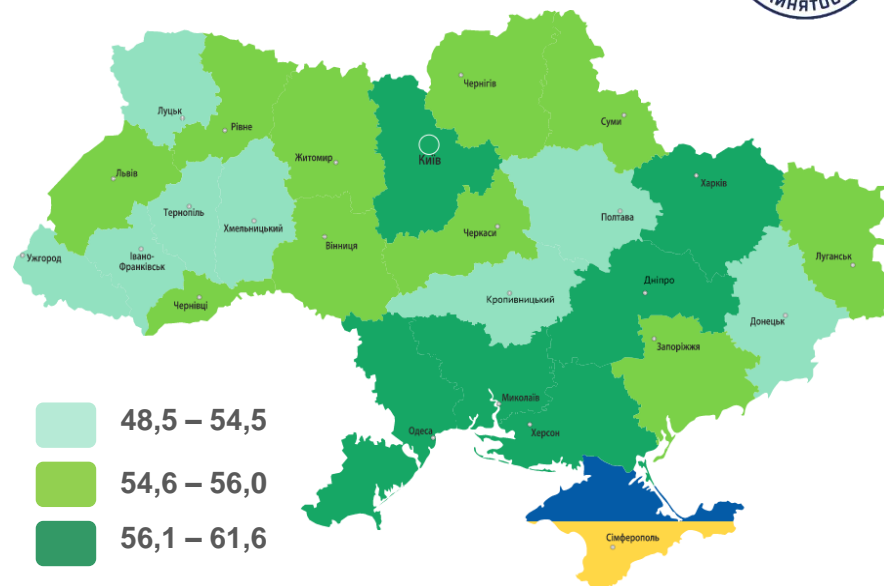 Чернігів
Луцьк
Рівне
Суми
Житомир
Київ
Львів
Харків
Тернопіль
Хмельницький
Полтава
Черкаси
Вінниця
Ужгород
Івано-
Франківськ
Луганськ
Чернівці
Кропивницький
Дніпро
Донецьк
Запоріжжя
Миколаїв
Одеса
Херсон
48,5 – 54,5
54,6 – 56,0
56,1 – 61,6
Сімферополь